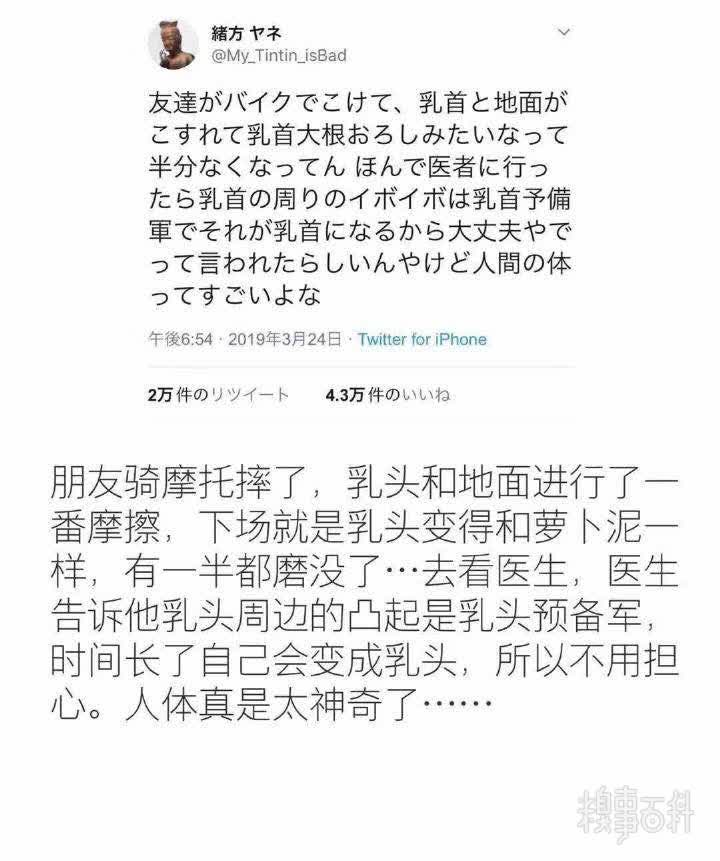 緒方 ヤネ
@My_Tintin_isBad
友達がバイクでこけて、乳首と地面が
こすれて乳首大根おろしみたいなって
半分なくなってん ほんで医者に行っ
たら乳首の周りのイボイボは乳首予備
軍でそれが乳首になるから大丈夫やで
って言われたらしいんやけど人間の体
ってすごいよな
午後6:54 · 2019年3月24日 · Twitter for iPhone
2万 件のリツイート 4.3万 件のいいね
朋友骑摩托摔了，乳头和地面进行了一
番摩擦，下场就是乳头变得和萝卜泥一
样，有一半都磨没了…去看医生，医生
告诉他乳头周边的凸起是乳头预备军，
时间长了自己会变成乳头，所以不用担
心。人体真是太神奇了……
糗事百科